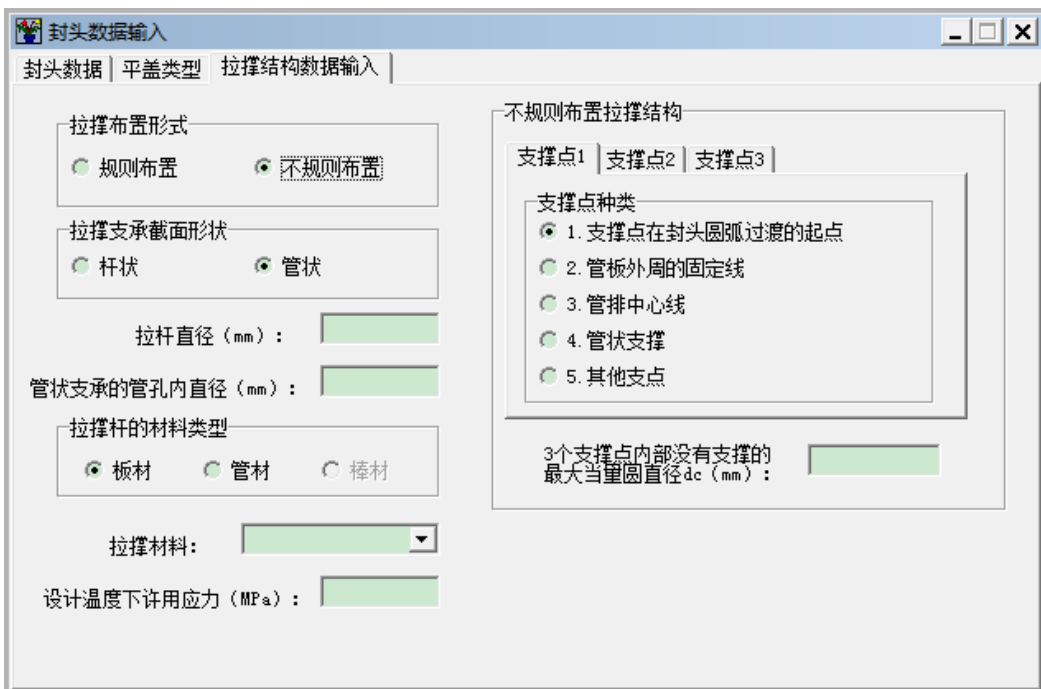 封头数据输入
封头数据 平盖类型 拉撑结构数据输入
拉撑布置形式
规则布置 不规则布置
拉撑支承截面形状
杆状 管状
拉杆直径（mm）：
管状支承的管孔内直径（mm）：
拉撑杆的材料类型
板材 管材 棒材
拉撑材料：
设计温度下许用应力（MPa）：
不规则布置拉撑结构
支撑点1 支撑点2 支撑点3
支撑点种类
1.支撑点在封头圆弧过渡的起点
2.管板外周的固定线
3.管排中心线
4.管状支撑
5.其他支点
3个支撑点内部没有支撑的
最大当量圆直径dc（mm）：